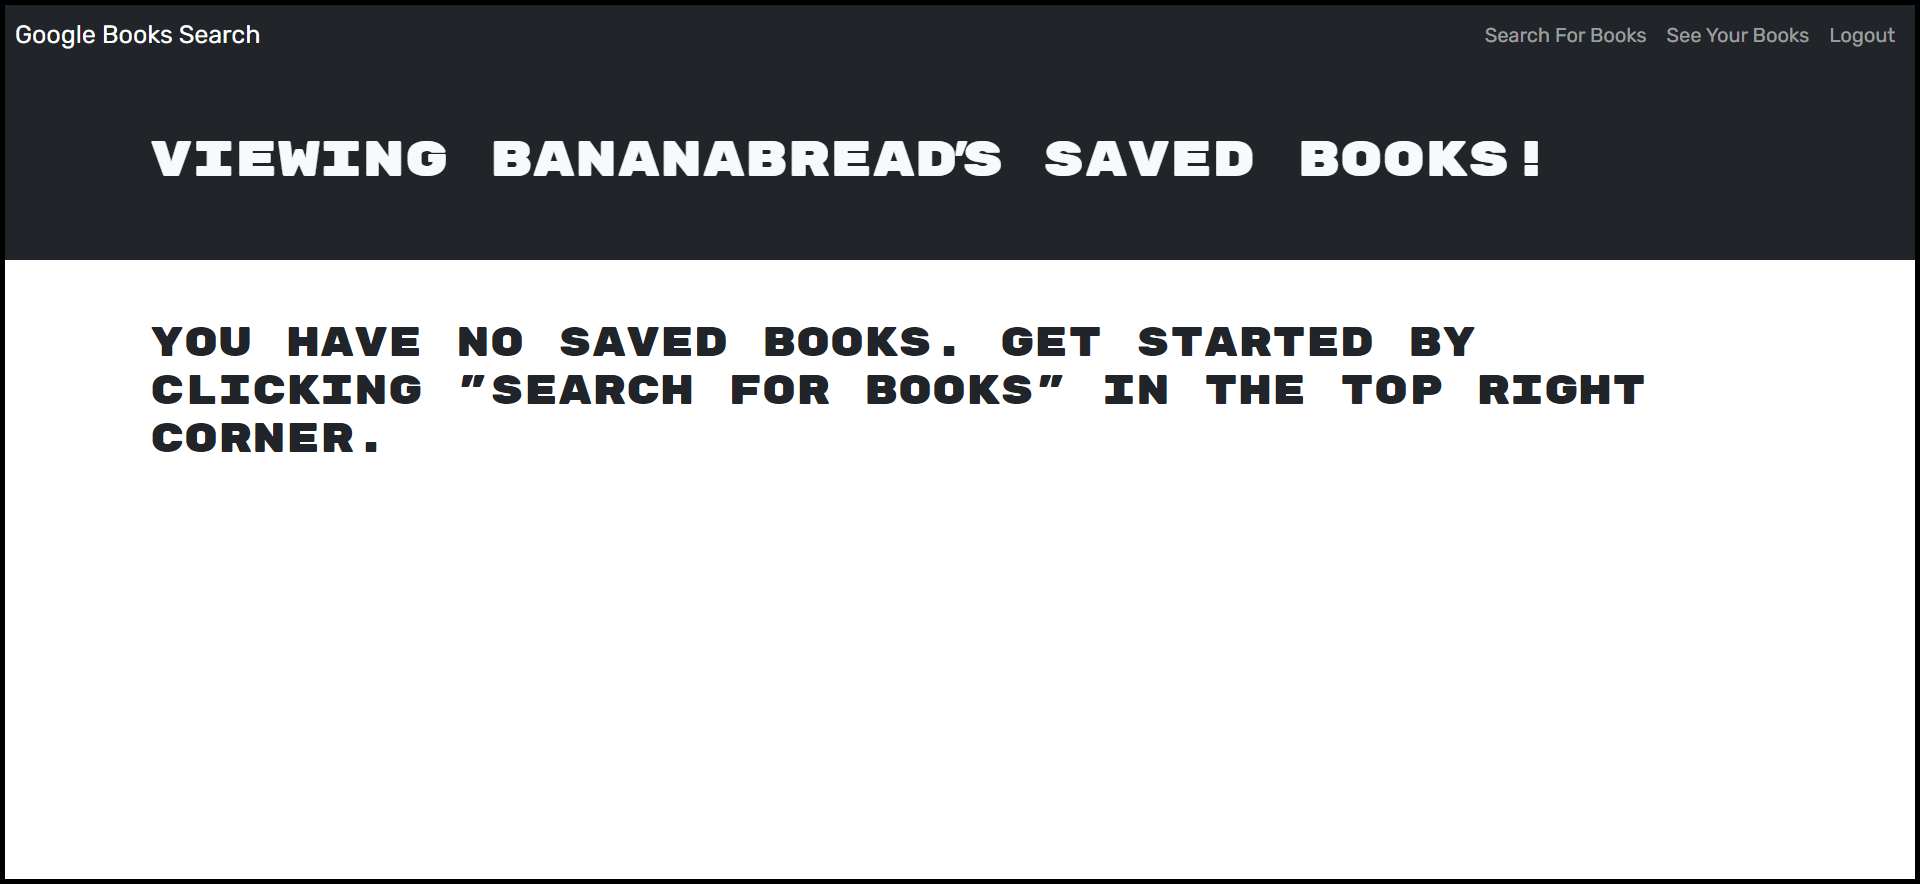 Google Books Search
Search For Books
See Your Books
Logout
VIEWING BANANABREAD'S SAVED BOOKS!
YOU HAVE NO SAVED BOOKS. GET STARTED BY
CLICKING "SEARCH FOR BOOKS" IN THE TOP RIGHT
CORNER.